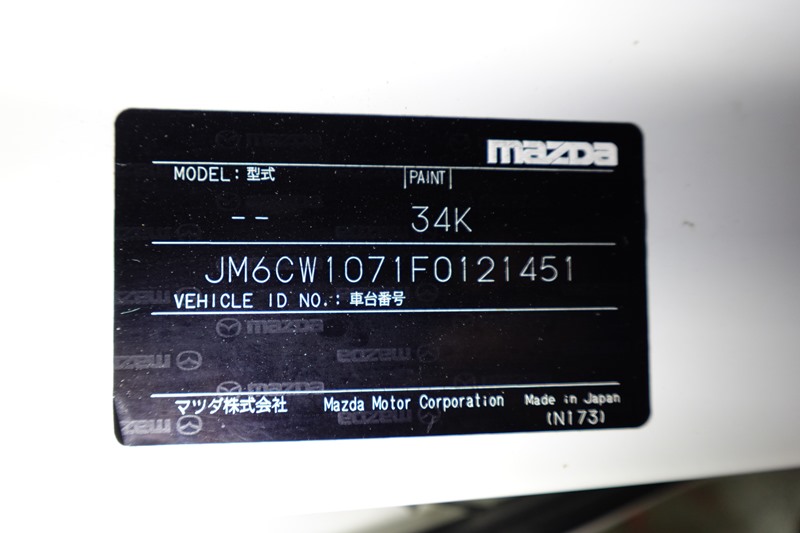 mazda
MODEL: 型式 |PAINT|
-- 34K
JM6CW1071F0121451
VEHICLE ID NO.: 車台番号
マツダ株式会社 Mazda Motor Corporation Made in Japan
(N173)